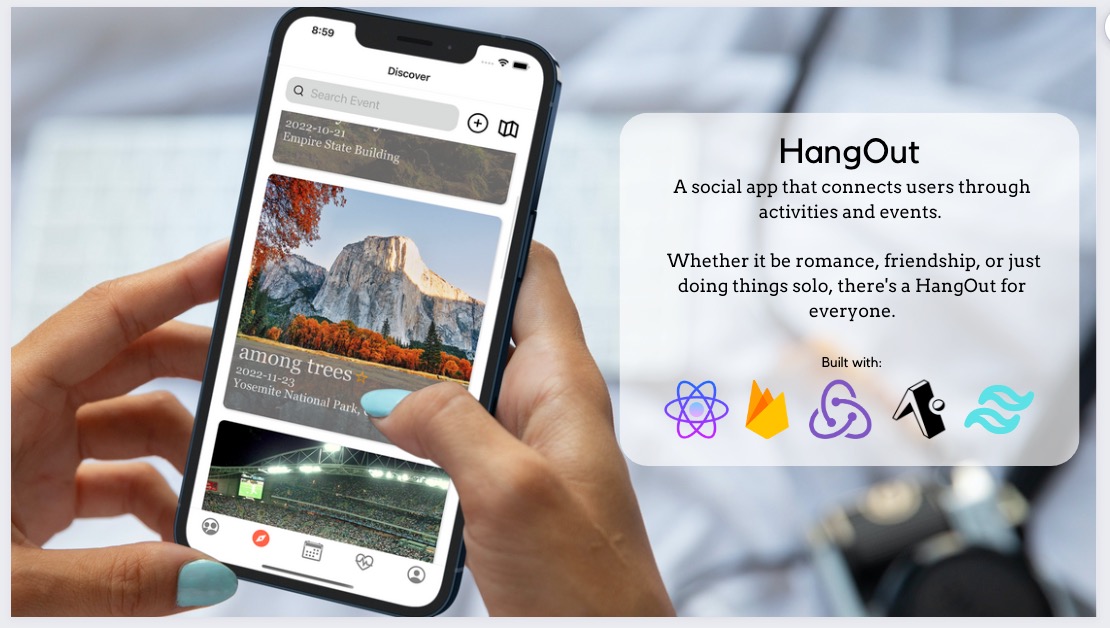 8:59
Discover
Search Event
2022-10-21
Empire State Building
among trees
2022-11-23
Yosemite National Park,
HangOut
A social app that connects users through
activities and events.
Whether it be romance, friendship, or just
doing things solo, there's a HangOut for
everyone.
Built with: